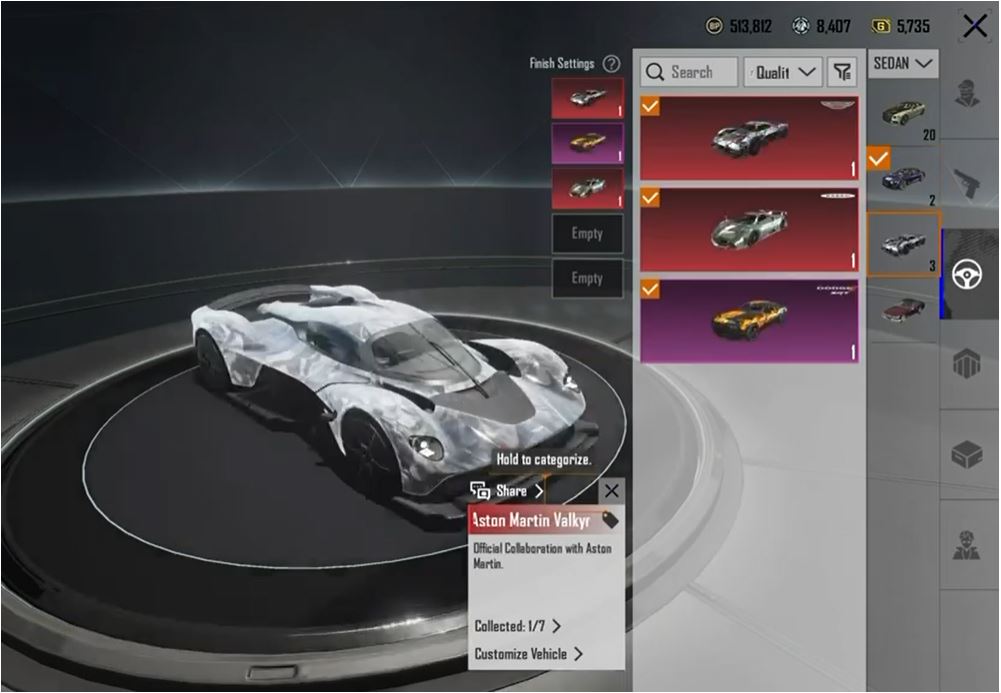 513,812
8,407
G 5,735
Finish Settings ?
Search
Qualit
SEDAN
1
1
1
Empty
Empty
1
1
DODGE
SRT
1
20
2
3
Hold to categorize.
Share
Aston Martin Valkyr
Official Collaboration with Aston
Martin.
Collected: 1/7
Customize Vehicle